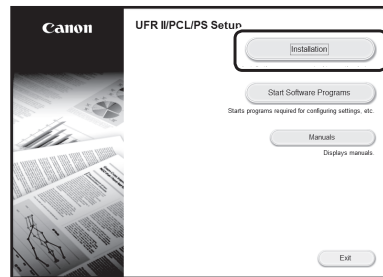 Canon
UFR II/PCL/PS Setup
Installation
Start Software Programs
Starts programs required for configuring settings, etc.
Manuals
Displays manuals.
Exit